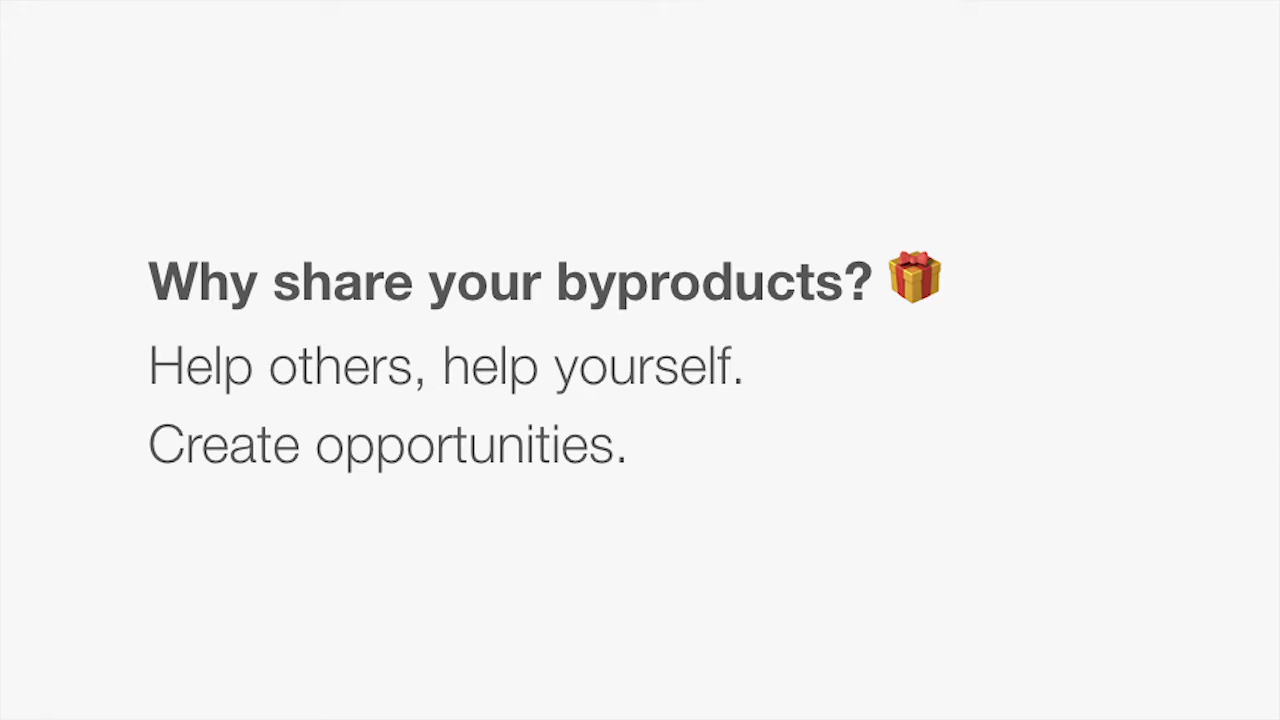 Why share your byproducts? 🎁
Help others, help yourself.
Create opportunities.